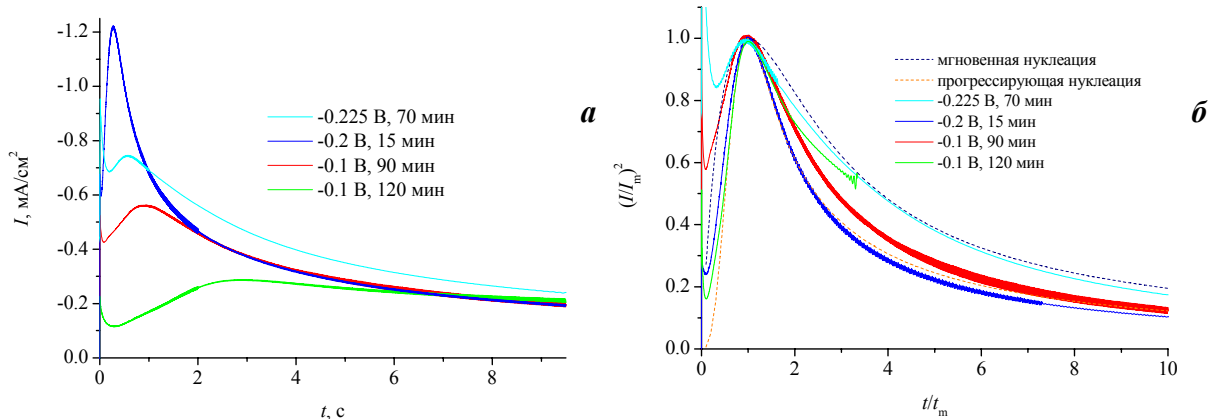 -1.2
-1.0
-0.8
-0.6
-0.4
-0.2
0.0
I, мА/см²
0 2 4 6 8
t, с
-0.225 В, 70 мин
-0.2 В, 15 мин
-0.1 В, 90 мин
-0.1 В, 120 мин
а
1.0
0.8
0.6
0.4
0.2
0.0
(I/Iₘ)²
0 2 4 6 8 10
t/tₘ
мгновенная нуклеация
прогрессирующая нуклеация
-0.225 В, 70 мин
-0.2 В, 15 мин
-0.1 В, 90 мин
-0.1 В, 120 мин
б